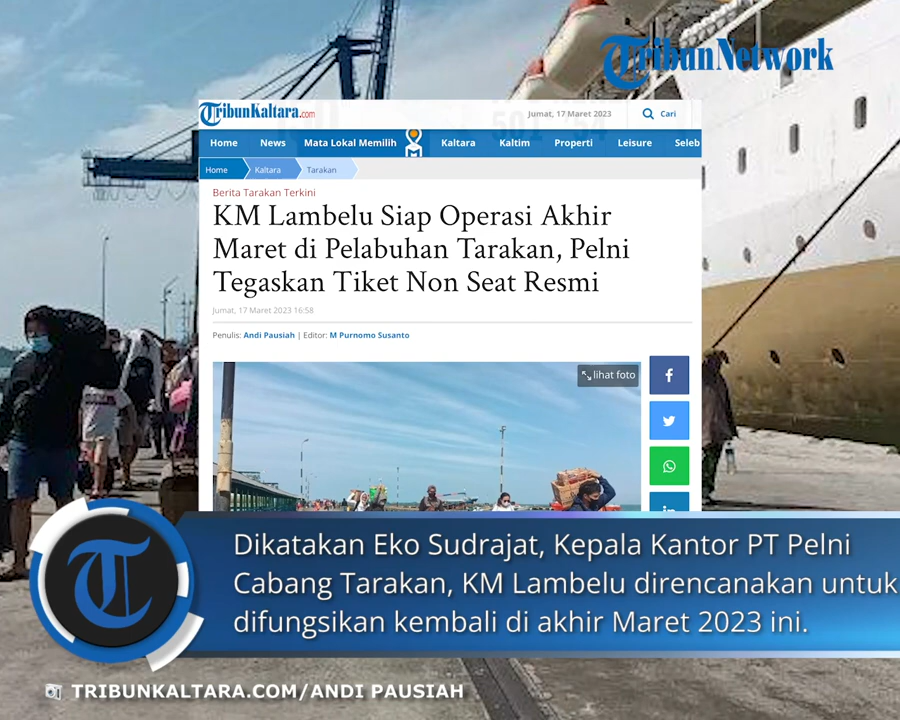 TribunNetwork
TribunKaltara.com
Jumat, 17 Maret 2023
Cari
Home News Mata Lokal Memilih Kaltara Kaltim Properti Leisure Seleb
Home Kaltara Tarakan
Berita Tarakan Terkini
KM Lambelu Siap Operasi Akhir
Maret di Pelabuhan Tarakan, Pelni
Tegaskan Tiket Non Seat Resmi
Jumat, 17 Maret 2023 16:58
Penulis: Andi Pausiah | Editor: M Purnomo Susanto
lihat foto
Dikatakan Eko Sudrajat, Kepala Kantor PT Pelni
Cabang Tarakan, KM Lambelu direncanakan untuk
difungsikan kembali di akhir Maret 2023 ini.
TRIBUNKALTARA.COM/ANDI PAUSIAH